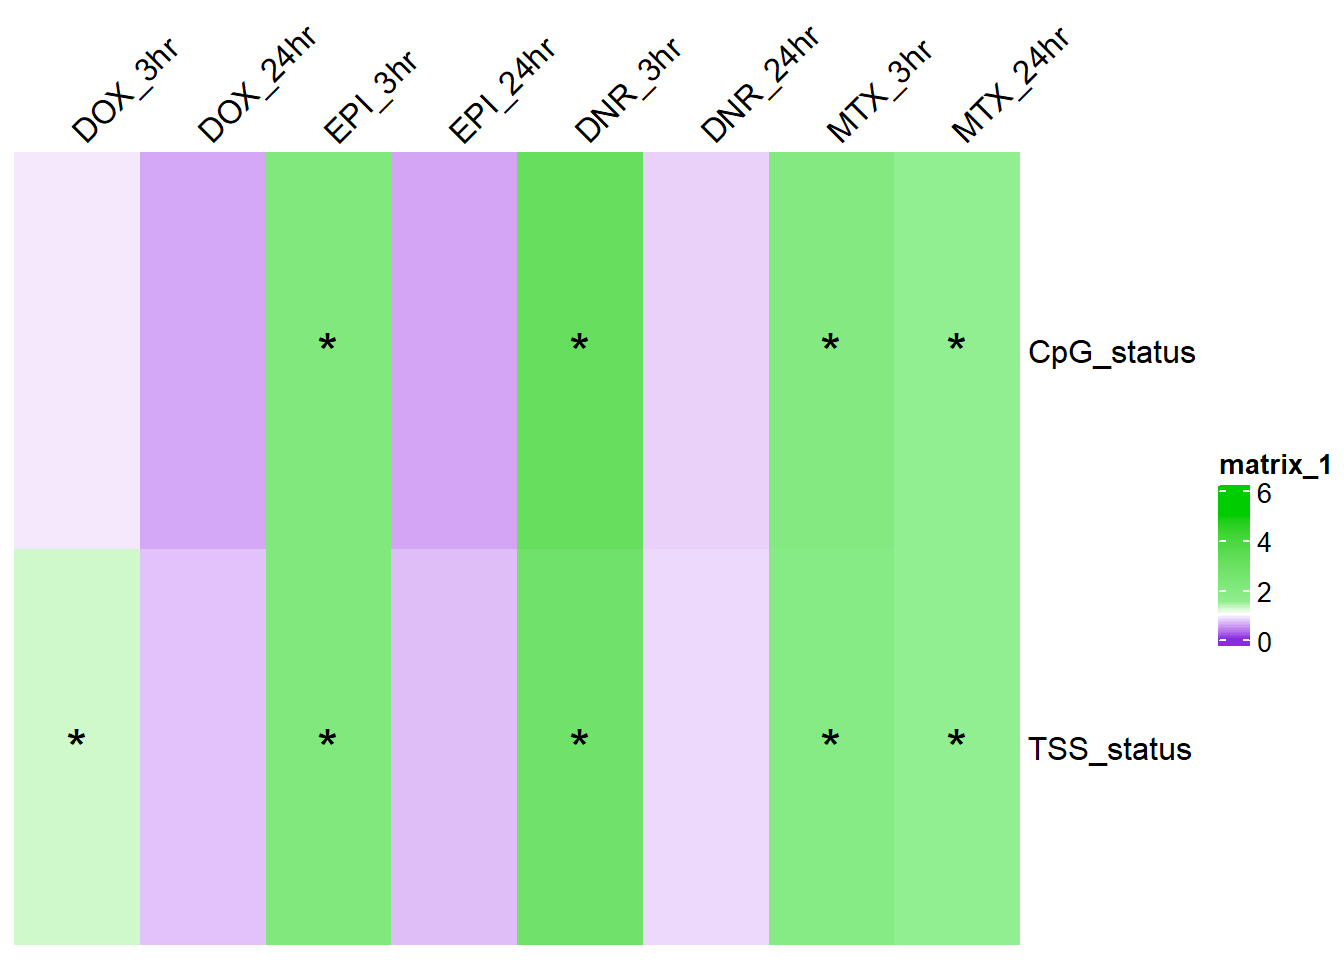 DOX_3hr
DOX_24hr
EPI_3hr
EPI_24hr
DNR_3hr
DNR_24hr
MTX_3hr
MTX_24hr
* * * * CpG_status
* * * * * TSS_status
matrix_1
6
4
2
0